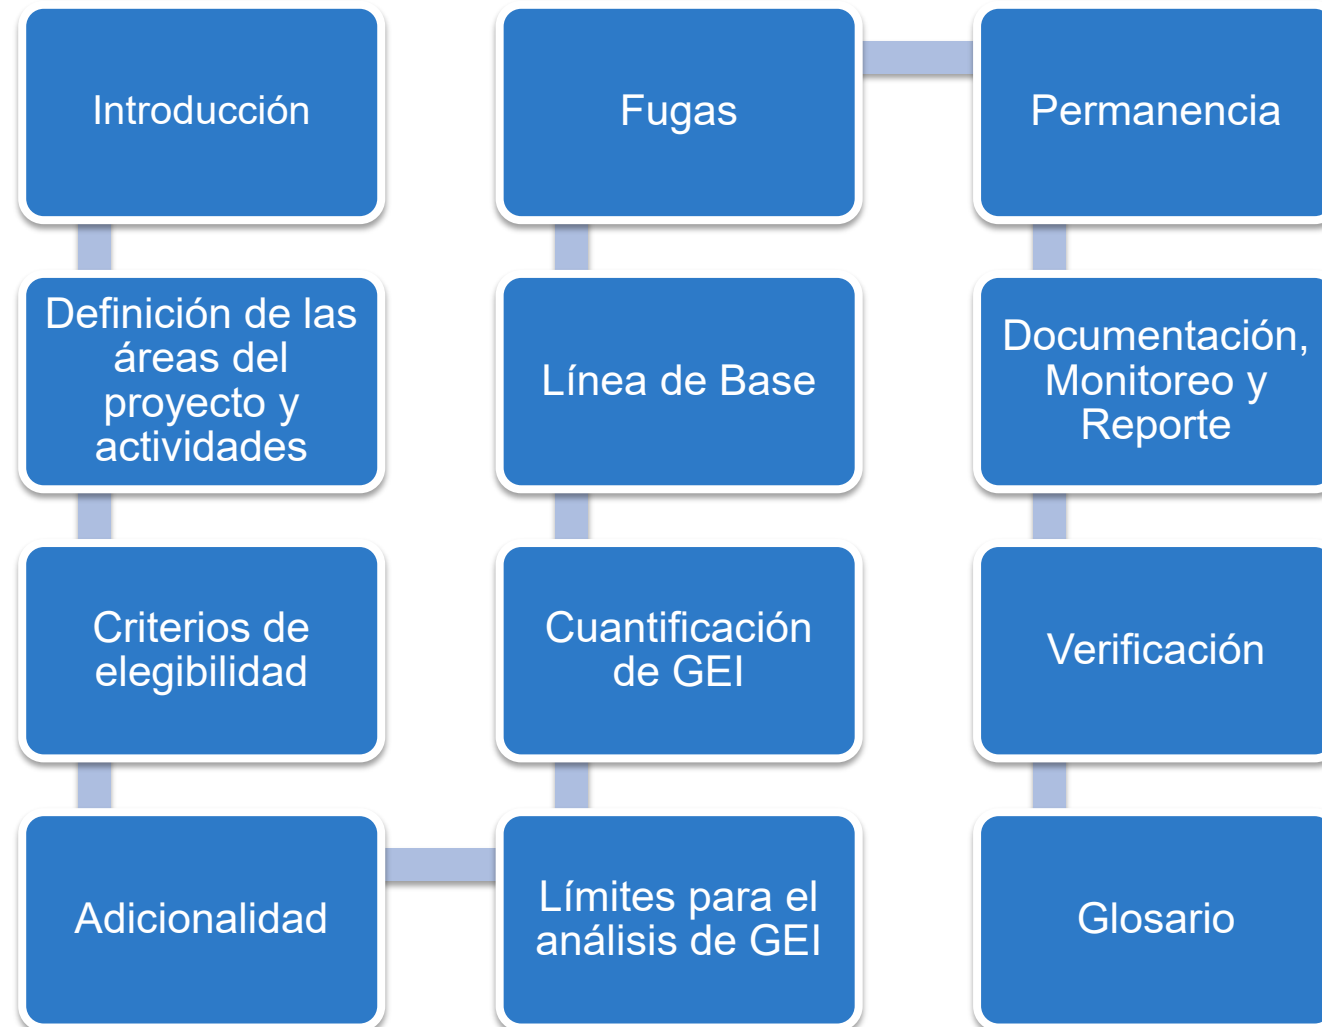 Introducción
Definición de las
áreas del
proyecto y
actividades
Criterios de
elegibilidad
Adicionalidad
Límites para el
análisis de GEI
Cuantificación
de GEI
Línea de Base
Fugas
Permanencia
Documentación,
Monitoreo y
Reporte
Verificación
Glosario